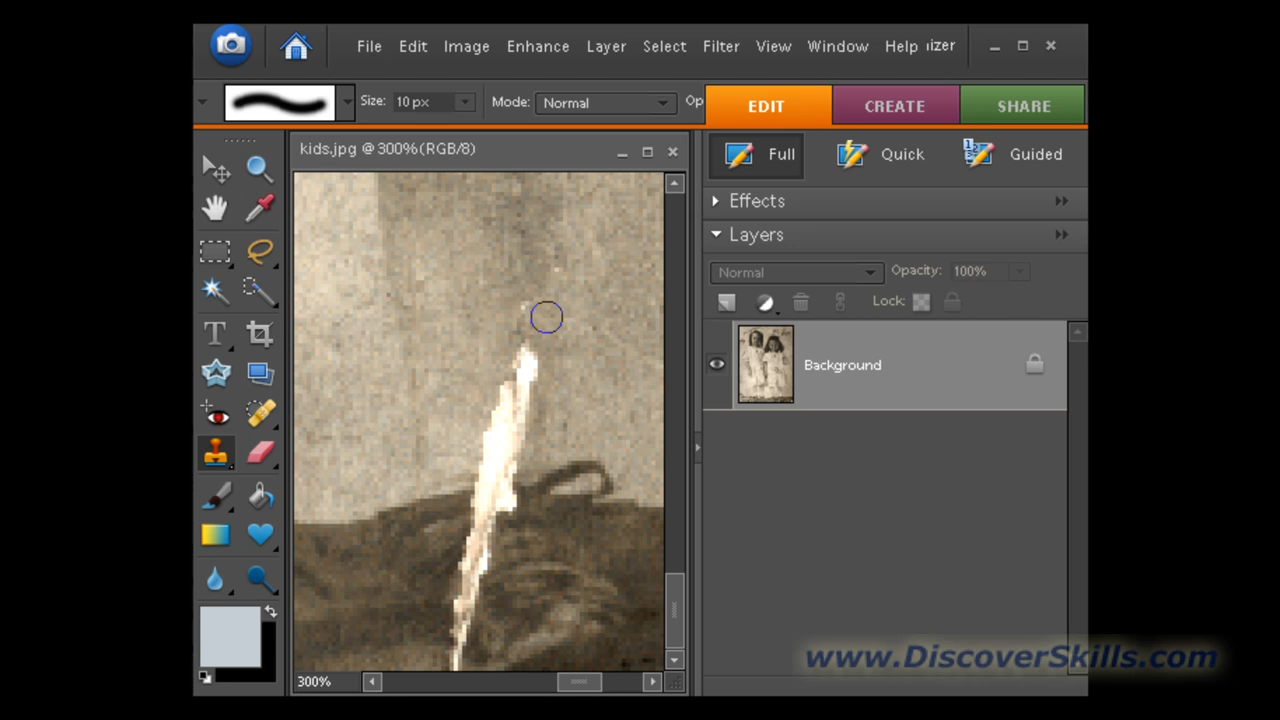 File Edit Image Enhance Layer Select Filter View Window Help izer
Size: 10 px Mode: Normal Op
EDIT CREATE SHARE
kids.jpg @ 300%(RGB/8)
Full Quick Guided
Effects
Layers
Normal Opacity: 100%
Lock:
Background
T
300%
www.DiscoverSkills.com